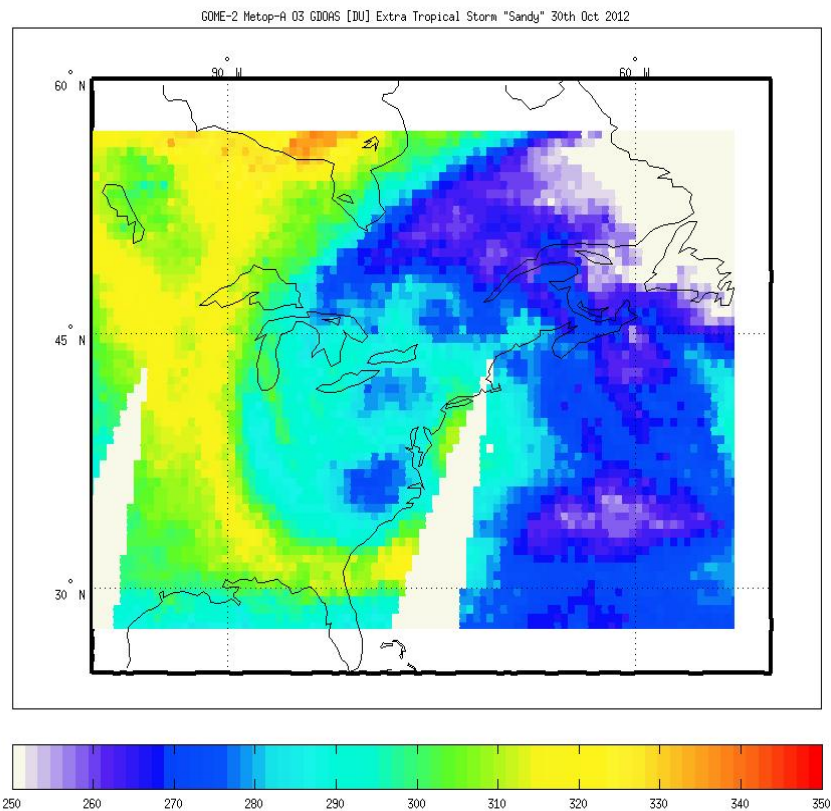 GOME-2 Metop-A O3 GDOAS [DU] Extra Tropical Storm "Sandy" 30th Oct 2012
90° W 60° W
60° N
45° N
30° N
250 260 270 280 290 300 310 320 330 340 350